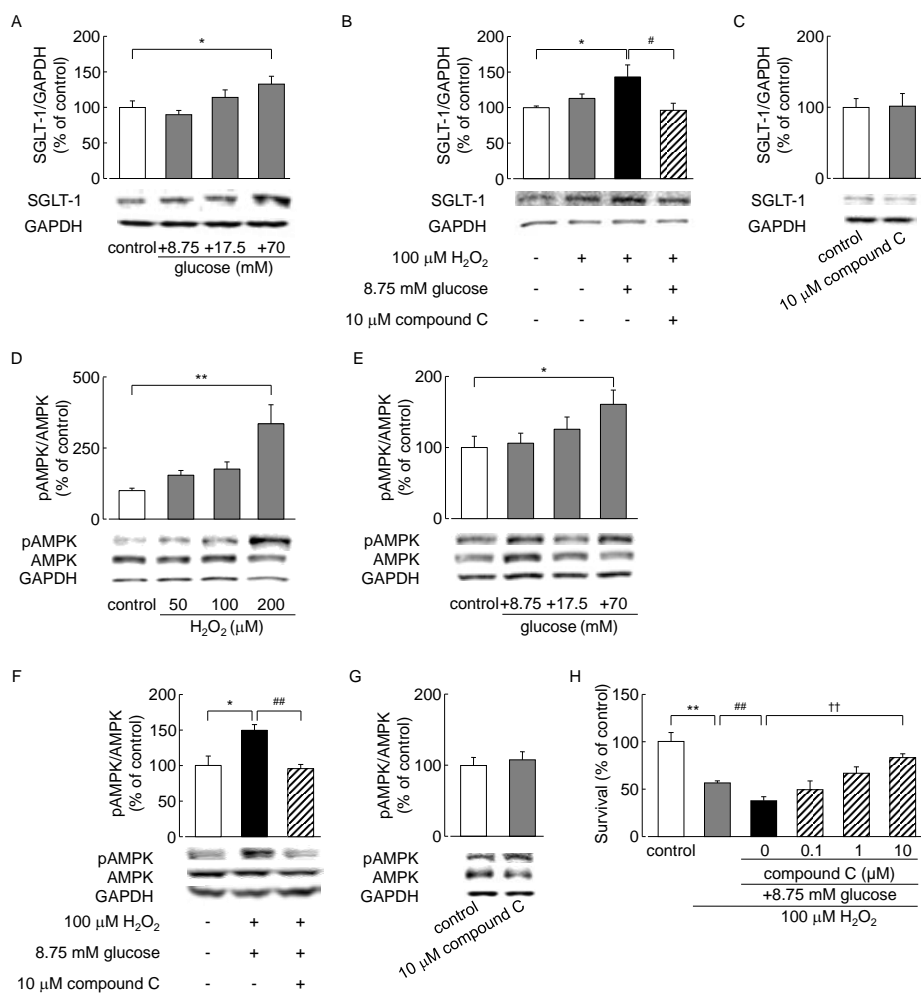 A
SGLT-1/GAPDH
(% of control)
200
150
100
50
0
*
SGLT-1
GAPDH
control +8.75 +17.5 +70
glucose (mM)
B
SGLT-1/GAPDH
(% of control)
200
150
100
50
0
* #
SGLT-1
GAPDH
100 μM H₂O₂ - + + +
8.75 mM glucose - - + +
10 μM compound C - - - +
C
SGLT-1/GAPDH
(% of control)
200
150
100
50
0
SGLT-1
GAPDH
control
10 μM compound C
D
pAMPK/AMPK
(% of control)
500
250
0
**
pAMPK
AMPK
GAPDH
control 50 100 200
H₂O₂ (μM)
E
pAMPK/AMPK
(% of control)
200
100
0
*
pAMPK
AMPK
GAPDH
control +8.75 +17.5 +70
glucose (mM)
F
pAMPK/AMPK
(% of control)
200
150
100
50
0
* ##
pAMPK
AMPK
GAPDH
100 μM H₂O₂ - + +
8.75 mM glucose - + +
10 μM compound C - - +
G
pAMPK/AMPK
(% of control)
200
150
100
50
0
pAMPK
AMPK
GAPDH
control
10 μM compound C
H
Survival (% of control)
150
100
50
0
** ## ††
control 0 0.1 1 10
compound C (μM)
+8.75 mM glucose
100 μM H₂O₂